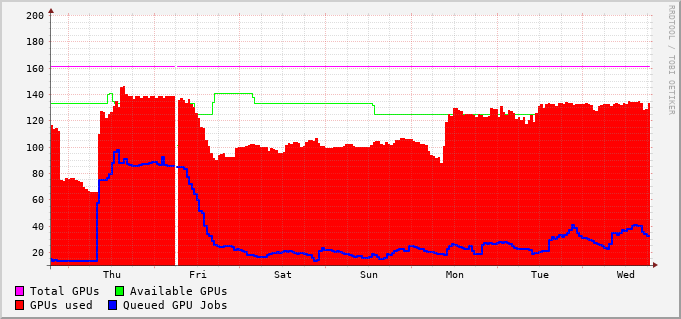 200
180
160
140
120
100
80
60
40
20
Thu Fri Sat Sun Mon Tue Wed
Total GPUs Available GPUs
GPUs used Queued GPU Jobs
RRDTOOL / TOBI OETIKER